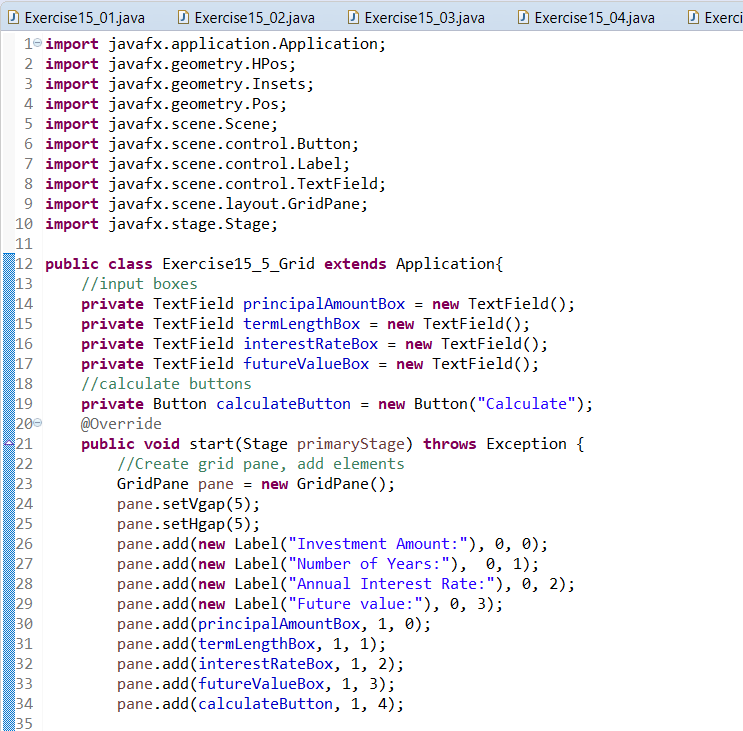 Exercise15_01.java Exercise15_02.java Exercise15_03.java Exercise15_04.java Exerci
1 import javafx.application.Application;
2 import javafx.geometry.HPos;
3 import javafx.geometry.Insets;
4 import javafx.geometry.Pos;
5 import javafx.scene.Scene;
6 import javafx.scene.control.Button;
7 import javafx.scene.control.Label;
8 import javafx.scene.control.TextField;
9 import javafx.scene.layout.GridPane;
10 import javafx.stage.Stage;
11
12 public class Exercise15_5_Grid extends Application{
13     //input boxes
14     private TextField principalAmountBox = new TextField();
15     private TextField termLengthBox = new TextField();
16     private TextField interestRateBox = new TextField();
17     private TextField futureValueBox = new TextField();
18     //calculate buttons
19     private Button calculateButton = new Button("Calculate");
20     @Override
21     public void start(Stage primaryStage) throws Exception {
22         //Create grid pane, add elements
23         GridPane pane = new GridPane();
24         pane.setVgap(5);
25         pane.setHgap(5);
26         pane.add(new Label("Investment Amount:"), 0, 0);
27         pane.add(new Label("Number of Years:"),  0, 1);
28         pane.add(new Label("Annual Interest Rate:"), 0, 2);
29         pane.add(new Label("Future value:"), 0, 3);
30         pane.add(principalAmountBox, 1, 0);
31         pane.add(termLengthBox, 1, 1);
32         pane.add(interestRateBox, 1, 2);
33         pane.add(futureValueBox, 1, 3);
34         pane.add(calculateButton, 1, 4);
35